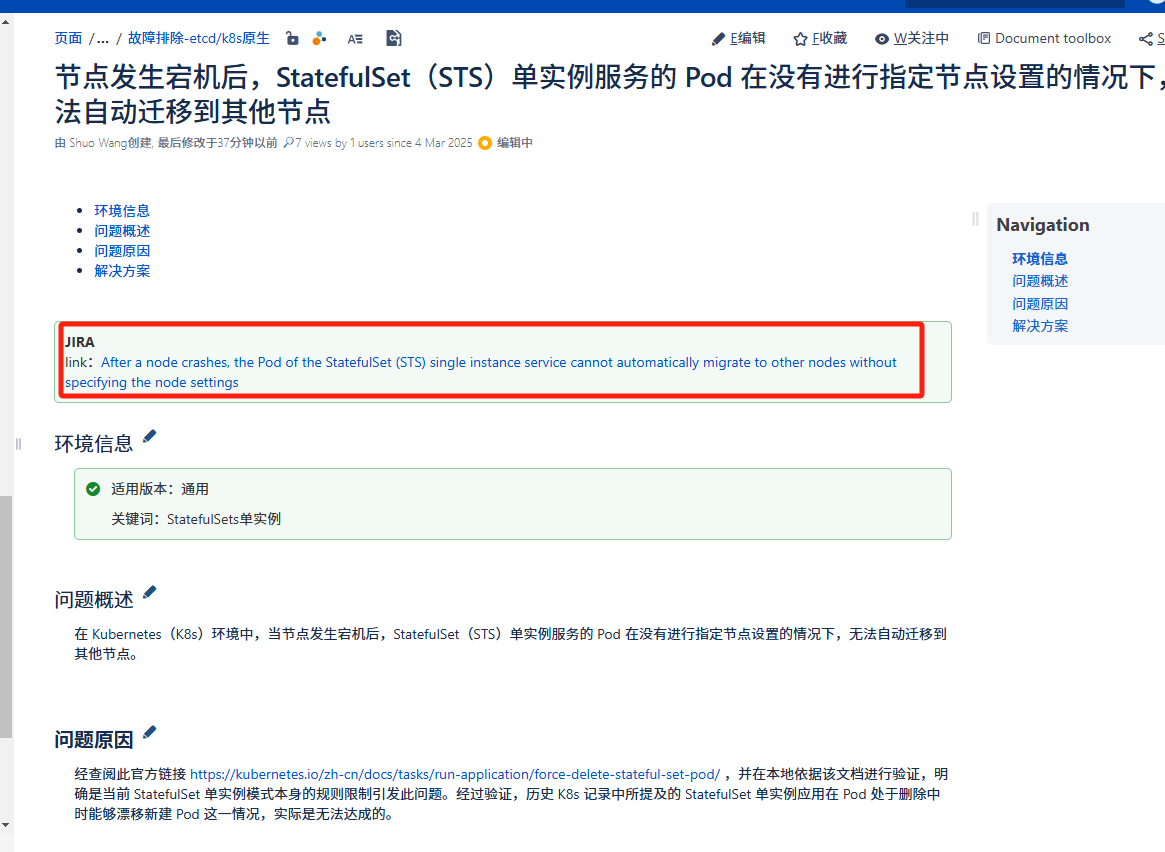 页面 /... / 故障排除-etcd/k8s原生 A E编辑 F收藏 W关注中 Document toolbox S
节点发生宕机后，StatefulSet（STS）单实例服务的 Pod 在没有进行指定节点设置的情况下，
法自动迁移到其他节点
由 Shuo Wang创建, 最后修改于37分钟以前 7 views by 1 users since 4 Mar 2025 编辑中
环境信息
问题概述
问题原因
解决方案
Navigation
环境信息
问题概述
问题原因
解决方案
JIRA
link：After a node crashes, the Pod of the StatefulSet (STS) single instance service cannot automatically migrate to other nodes without
specifying the node settings
环境信息
适用版本：通用
关键词：StatefulSets单实例
问题概述
在 Kubernetes（K8s）环境中，当节点发生宕机后，StatefulSet（STS）单实例服务的 Pod 在没有进行指定节点设置的情况下，无法自动迁移到
其他节点。
问题原因
经查阅此官方链接 https://kubernetes.io/zh-cn/docs/tasks/run-application/force-delete-stateful-set-pod/ ，并在本地依据该文档进行验证，明
确是当前 StatefulSet 单实例模式本身的规则限制引发此问题。经过验证，历史 K8s 记录中所提及的 StatefulSet 单实例应用在 Pod 处于删除中
时能够漂移新建 Pod 这一情况，实际是无法达成的。